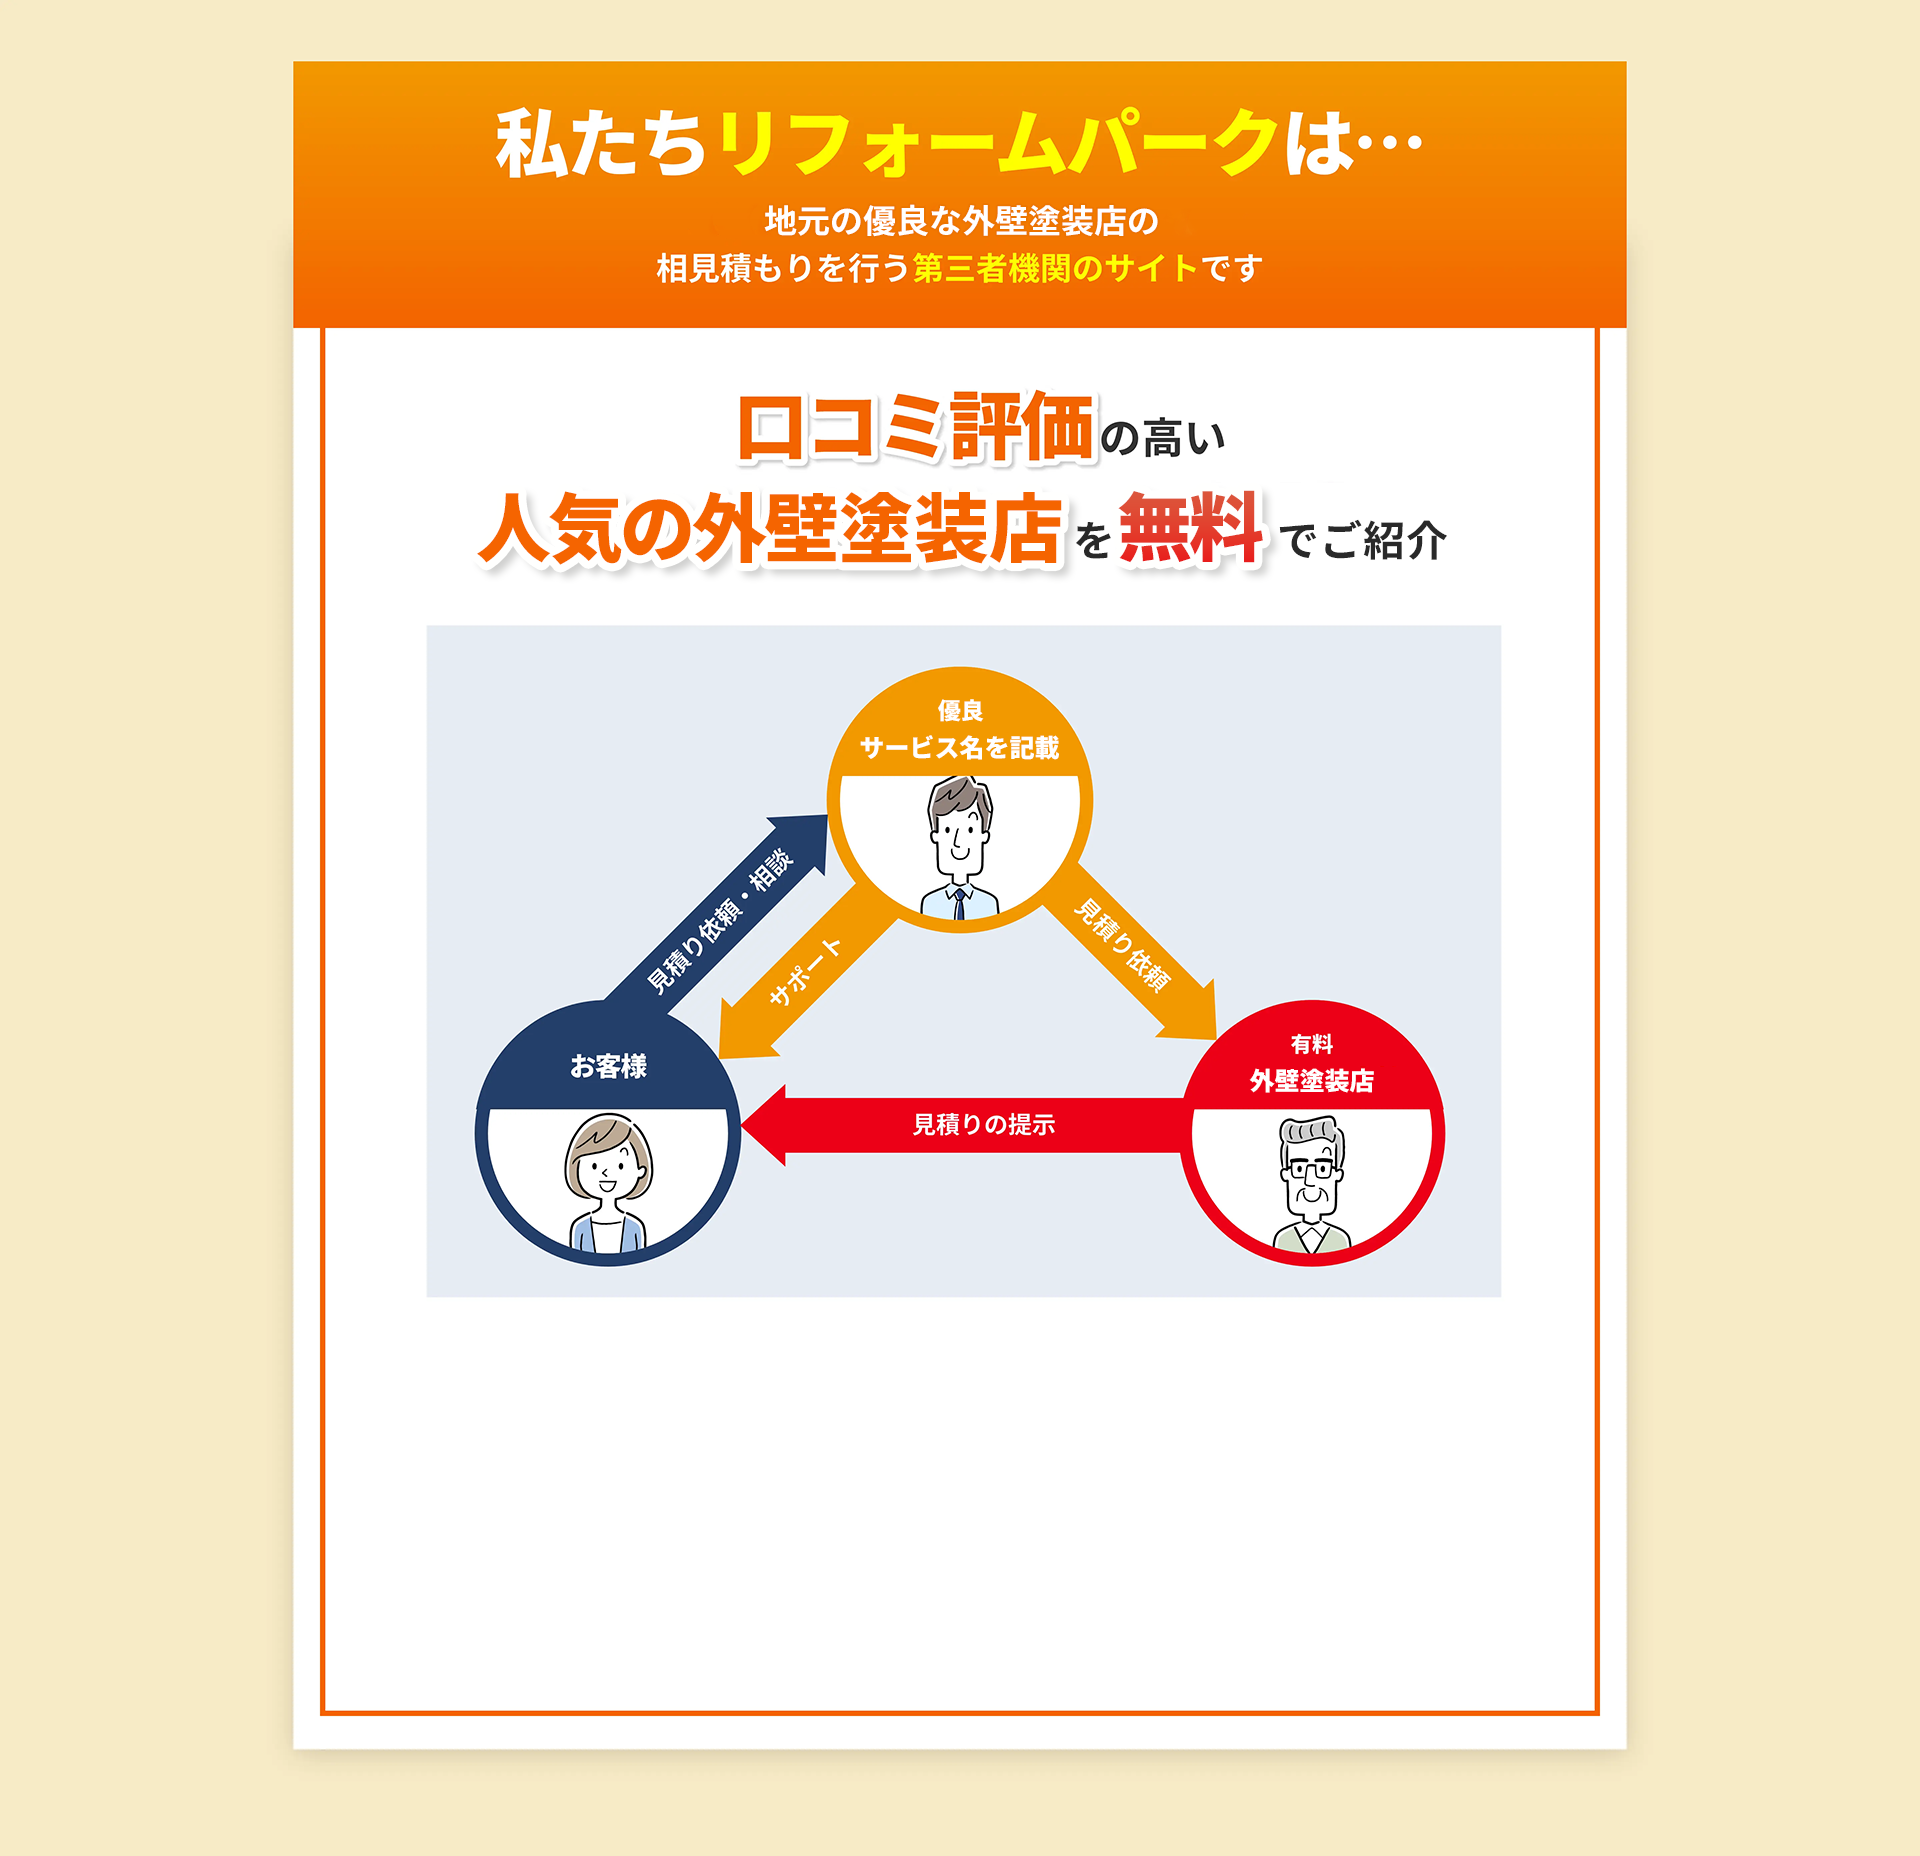 私たちリフォームパークは…
地元の優良な外壁塗装店の
相見積もりを行う第三者機関のサイトです
口コミ評価の高い
人気の外壁塗装店を無料でご紹介
優良
サービス名を記載
見積り依頼・相談
サポート
見積り依頼
お客様
有料
外壁塗装店
見積りの提示